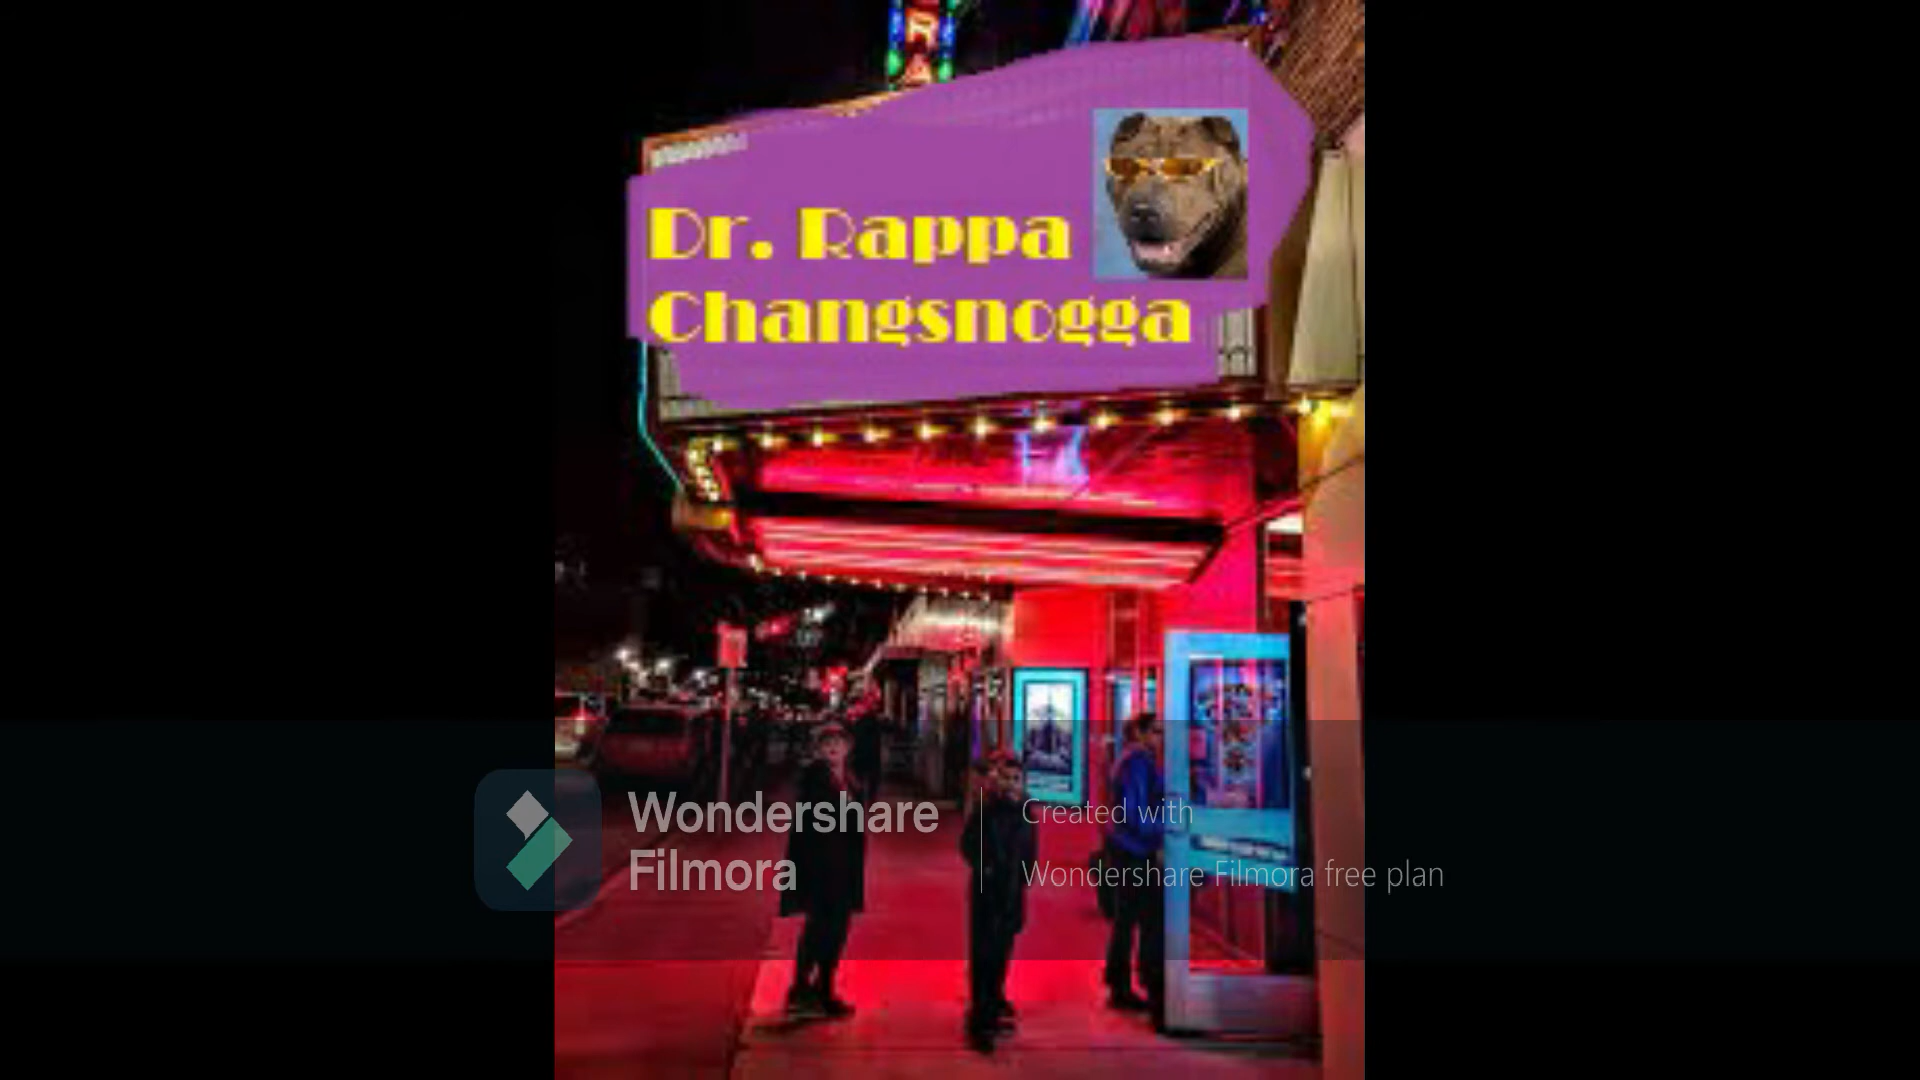 R
Dr. Rappa
Changsnogga
Wondershare
Filmora
Created with
Wondershare Filmora free plan